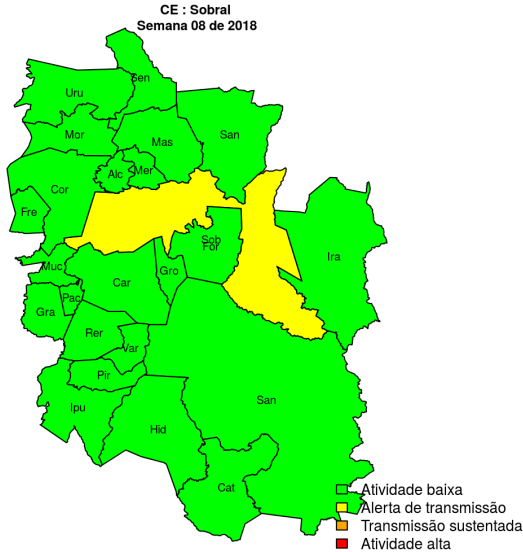 CE : Sobral
Semana 08 de 2018
Sen
Uru
Mor
Mas
San
Alc
Mer
Cor
Fre
Sob
For
Ira
Muc
Gro
Car
Pac
Gra
Rer
Var
Pir
San
Ipu
Hid
Cat
Atividade baixa
Alerta de transmissão
Transmissão sustentada
Atividade alta